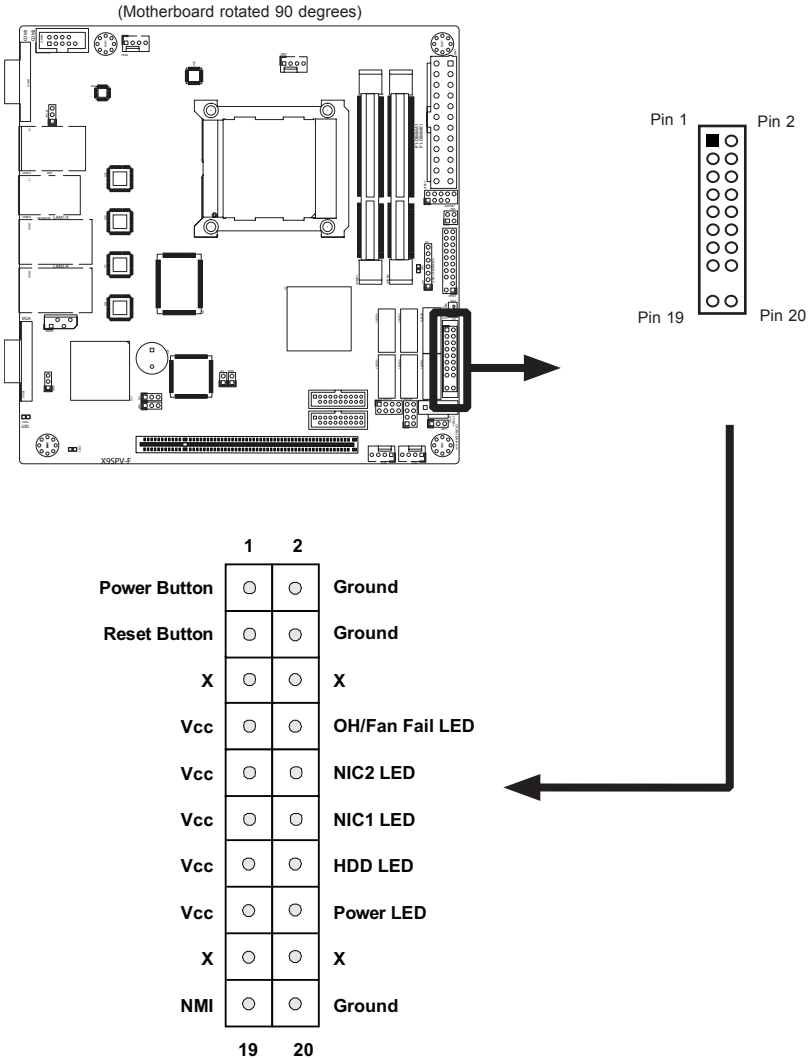 (Motherboard rotated 90 degrees)
Pin 1 Pin 2
Pin 19 Pin 20
X9SPV-F
1 2
Power Button Ground
Reset Button Ground
X X
Vcc OH/Fan Fail LED
Vcc NIC2 LED
Vcc NIC1 LED
Vcc HDD LED
Vcc Power LED
X X
NMI Ground
19 20